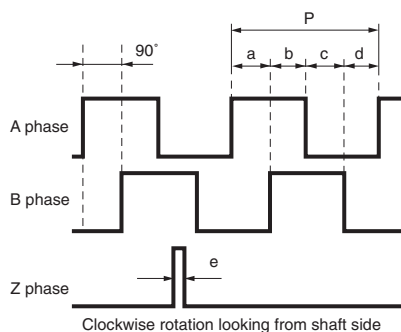 P
90°
a b c d
A phase
B phase
e
Z phase
Clockwise rotation looking from shaft side